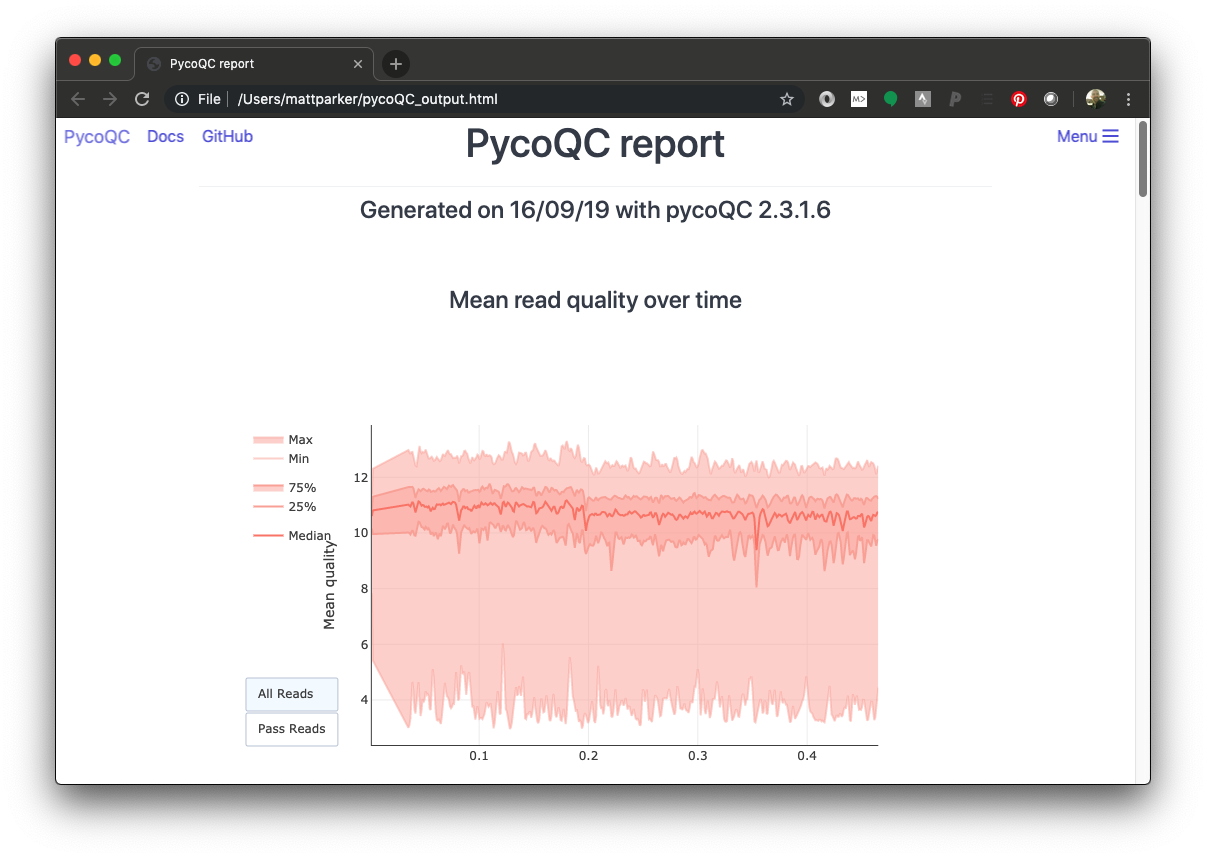 PycoQC report
File
/Users/mattparker/pycoQC_output.html
M>
PycoQC Docs GitHub
PycoQC report
Menu
Generated on 16/09/19 with pycoQC 2.3.1.6
Mean read quality over time
Max
Min
75%
25%
Median
Mean quality
12
10
8
6
4
All Reads
Pass Reads
0.1 0.2 0.3 0.4